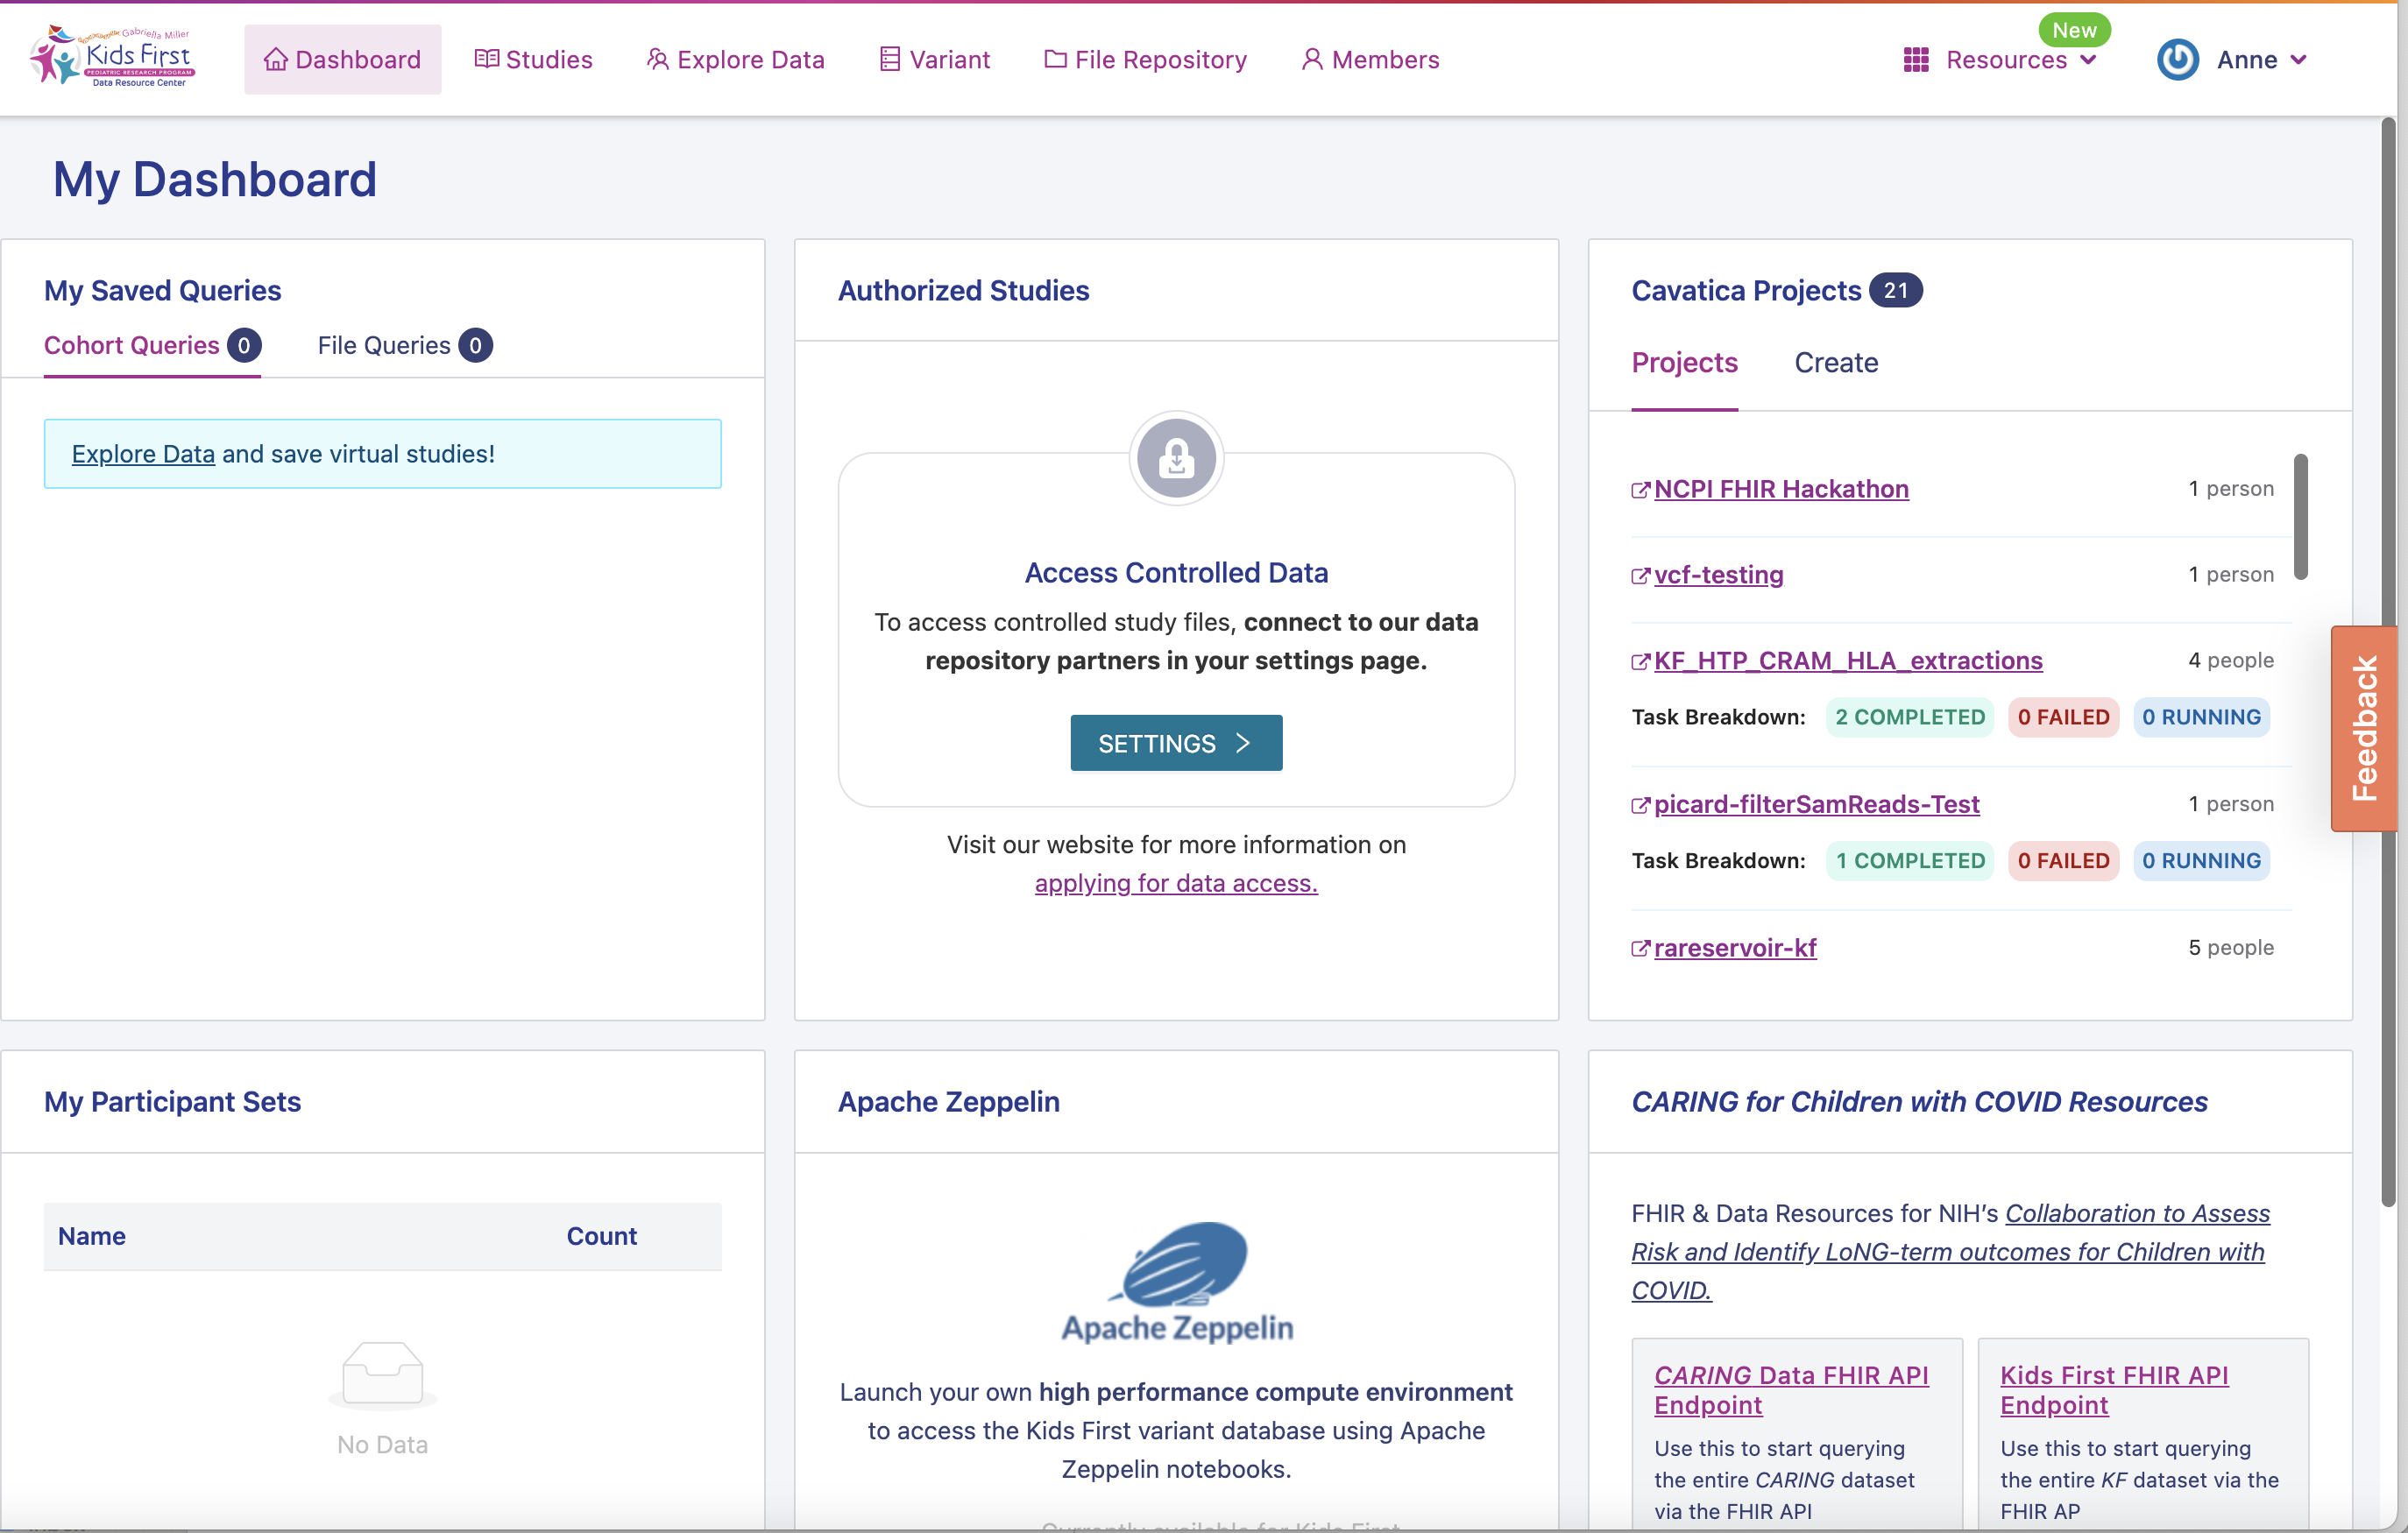 Gabriella Miller
Kids First
PEDIATRIC RESEARCH PROGRAM
Data Resource Center
Dashboard
Studies
Explore Data
Variant
File Repository
Members
New
Resources
Anne
My Dashboard
My Saved Queries
Cohort Queries 0
File Queries 0
Explore Data and save virtual studies!
Authorized Studies
Access Controlled Data
To access controlled study files, connect to our data
repository partners in your settings page.
SETTINGS
Visit our website for more information on
applying for data access.
Cavatica Projects 21
Projects
Create
NCPI FHIR Hackathon 1 person
vcf-testing 1 person
KF_HTP_CRAM_HLA_extractions 4 people
Task Breakdown: 2 COMPLETED 0 FAILED 0 RUNNING
picard-filterSamReads-Test 1 person
Task Breakdown: 1 COMPLETED 0 FAILED 0 RUNNING
rareservoir-kf 5 people
Feedback
My Participant Sets
Name Count
No Data
Apache Zeppelin
Apache Zeppelin
Launch your own high performance compute environment
to access the Kids First variant database using Apache
Zeppelin notebooks.
Currently available for Kids First
CARING for Children with COVID Resources
FHIR & Data Resources for NIH's Collaboration to Assess
Risk and Identify LoNG-term outcomes for Children with
COVID.
CARING Data FHIR API
Endpoint
Use this to start querying
the entire CARING dataset
via the FHIR API
Kids First FHIR API
Endpoint
Use this to start querying
the entire KF dataset via the
FHIR AP